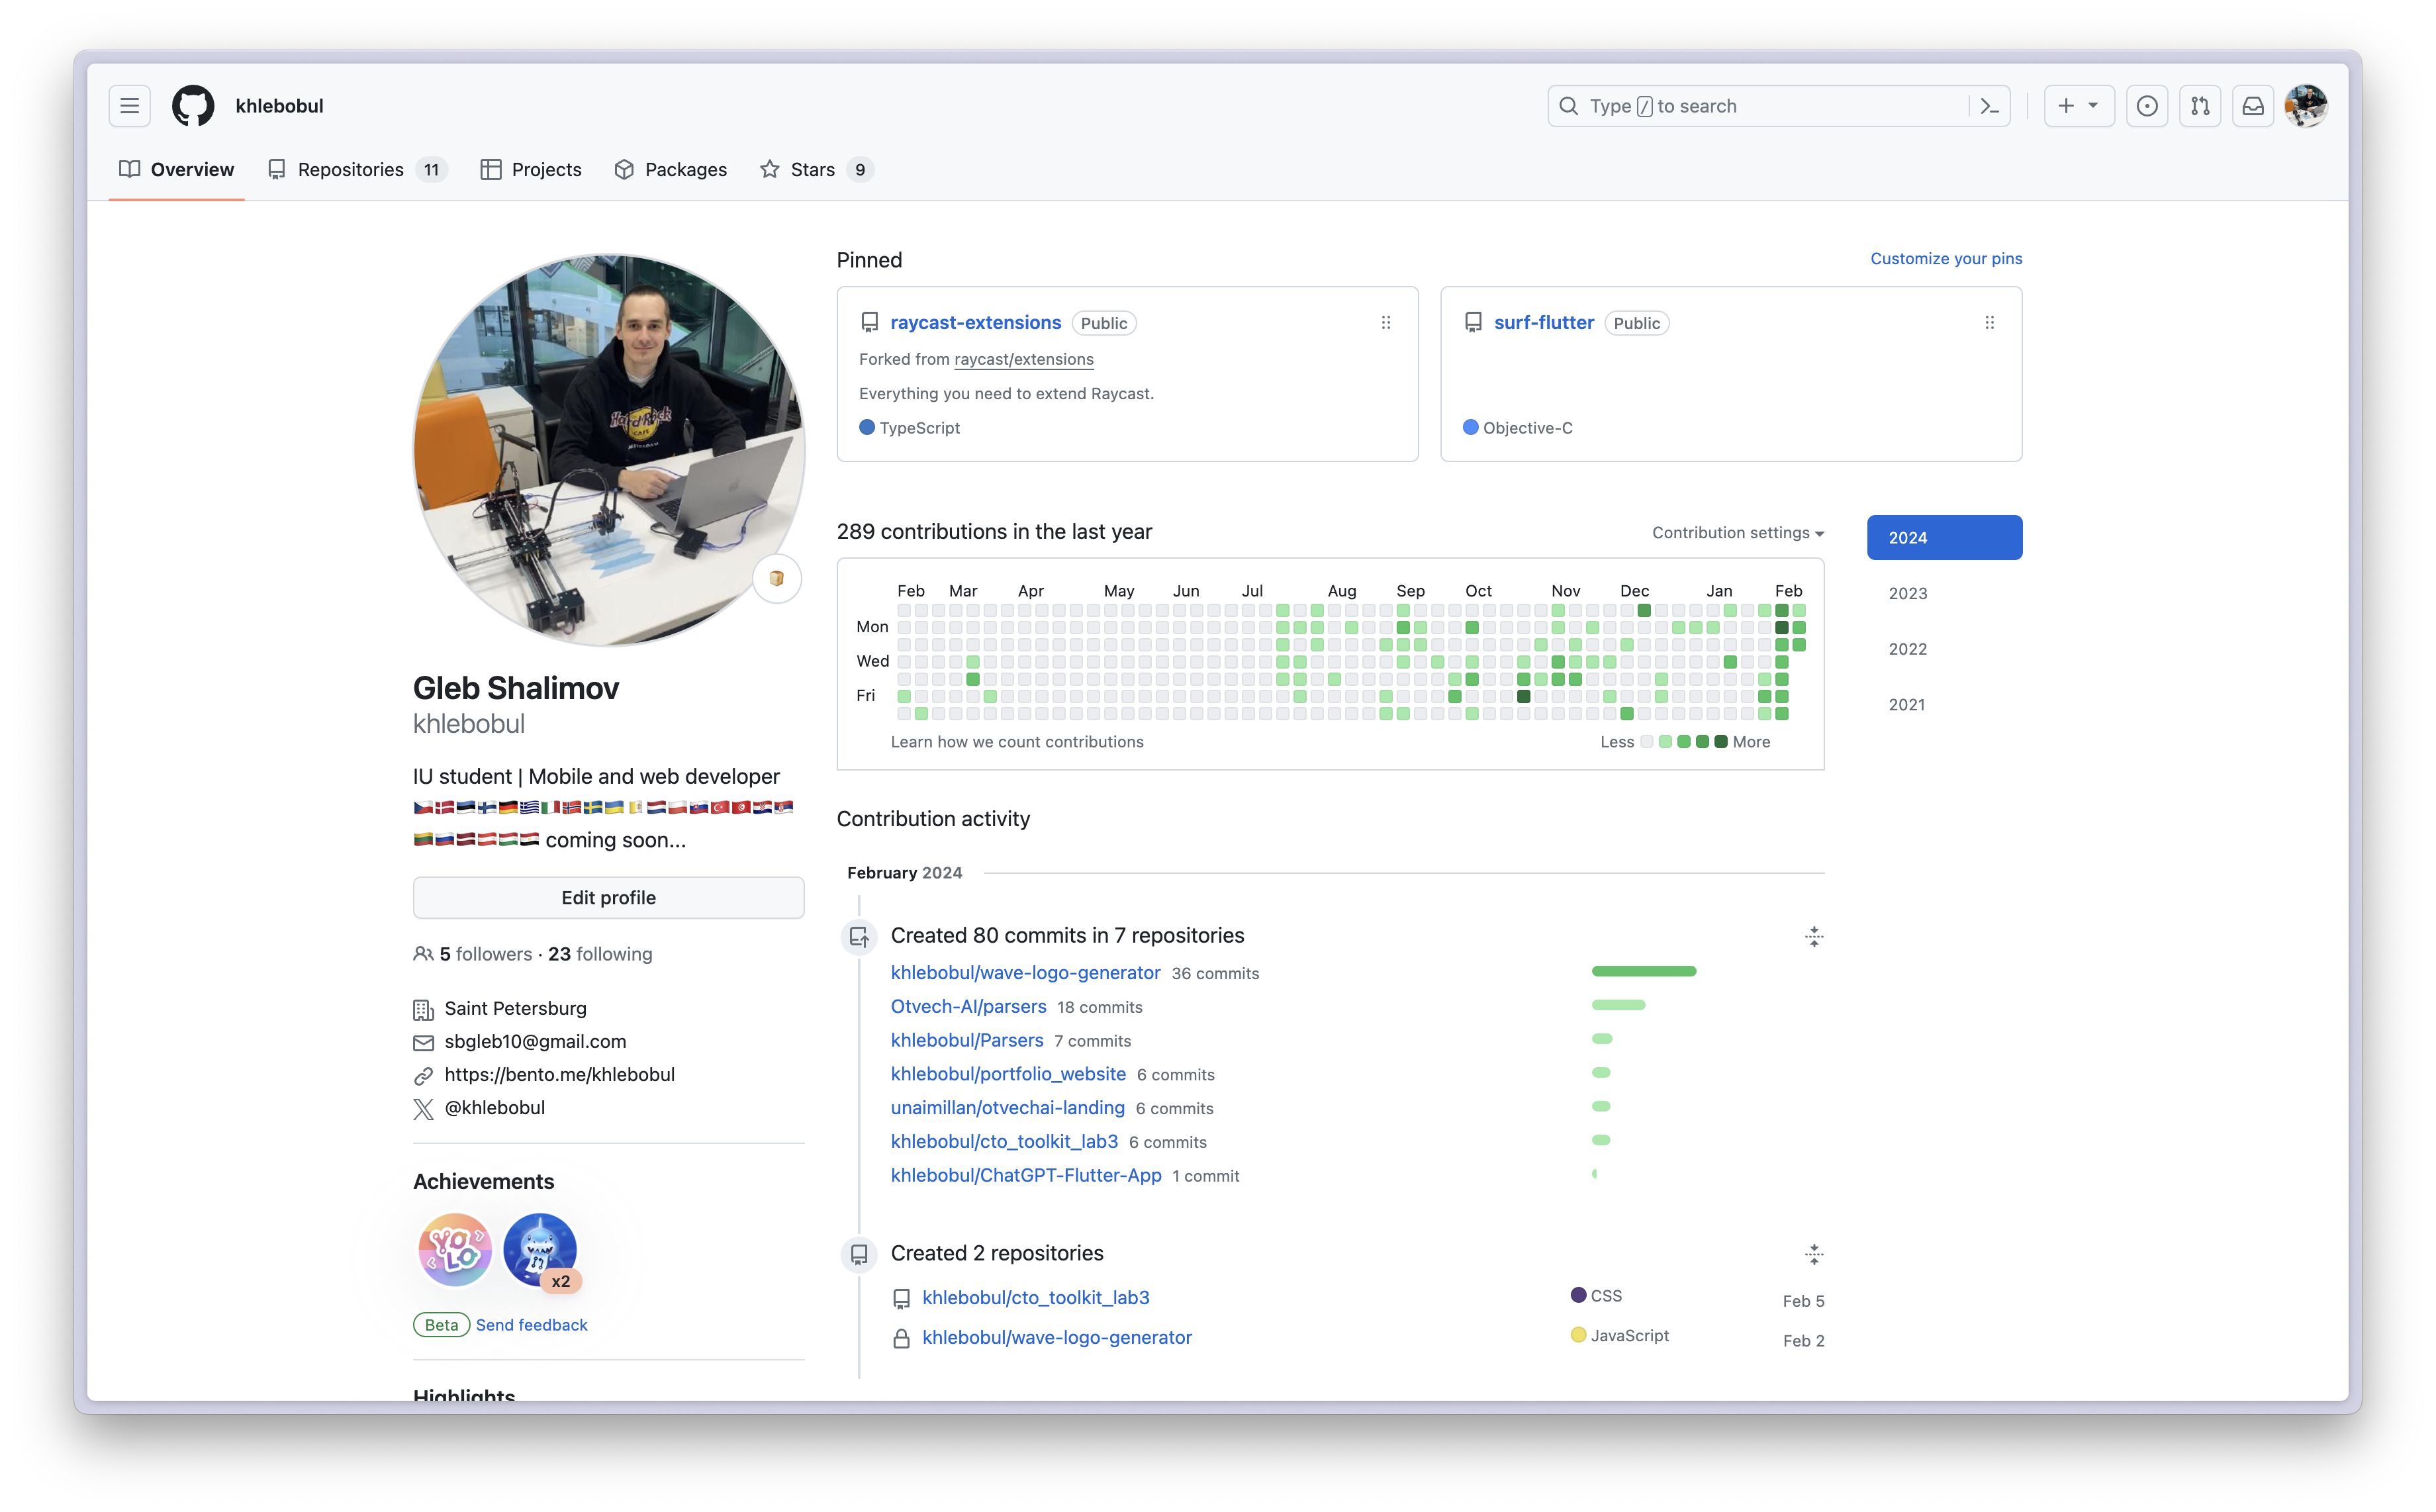 khlebobul
Type / to search
Overview
Repositories 11
Projects
Packages
Stars 9
Pinned
Customize your pins
raycast-extensions Public
Forked from raycast/extensions
Everything you need to extend Raycast.
TypeScript
surf-flutter Public
Objective-C
Hard Rock
CAFE
Gleb Shalimov
khlebobul
IU student | Mobile and web developer
🇨🇿🇩🇰🇪🇪🇫🇮🇩🇪🇬🇷🇮🇹🇳🇴🇸🇪🇺🇦🇻🇦🇳🇱🇵🇱🇸🇰🇹🇷🇹🇳🇭🇷🇷🇸
🇱🇹🇷🇺🇱🇻🇦🇹🇭🇺🇪🇬 coming soon...
Edit profile
5 followers · 23 following
Saint Petersburg
sbgleb10@gmail.com
https://bento.me/khlebobul
@khlebobul
Achievements
YOLO
x2
Beta Send feedback
Highlights
289 contributions in the last year
Contribution settings
2024
2023
2022
2021
Feb Mar Apr May Jun Jul Aug Sep Oct Nov Dec Jan Feb
Mon
Wed
Fri
Learn how we count contributions
Less More
Contribution activity
February 2024
Created 80 commits in 7 repositories
khlebobul/wave-logo-generator 36 commits
Otvech-AI/parsers 18 commits
khlebobul/Parsers 7 commits
khlebobul/portfolio_website 6 commits
unaimillan/otvechai-landing 6 commits
khlebobul/cto_toolkit_lab3 6 commits
khlebobul/ChatGPT-Flutter-App 1 commit
Created 2 repositories
khlebobul/cto_toolkit_lab3 CSS Feb 5
khlebobul/wave-logo-generator JavaScript Feb 2